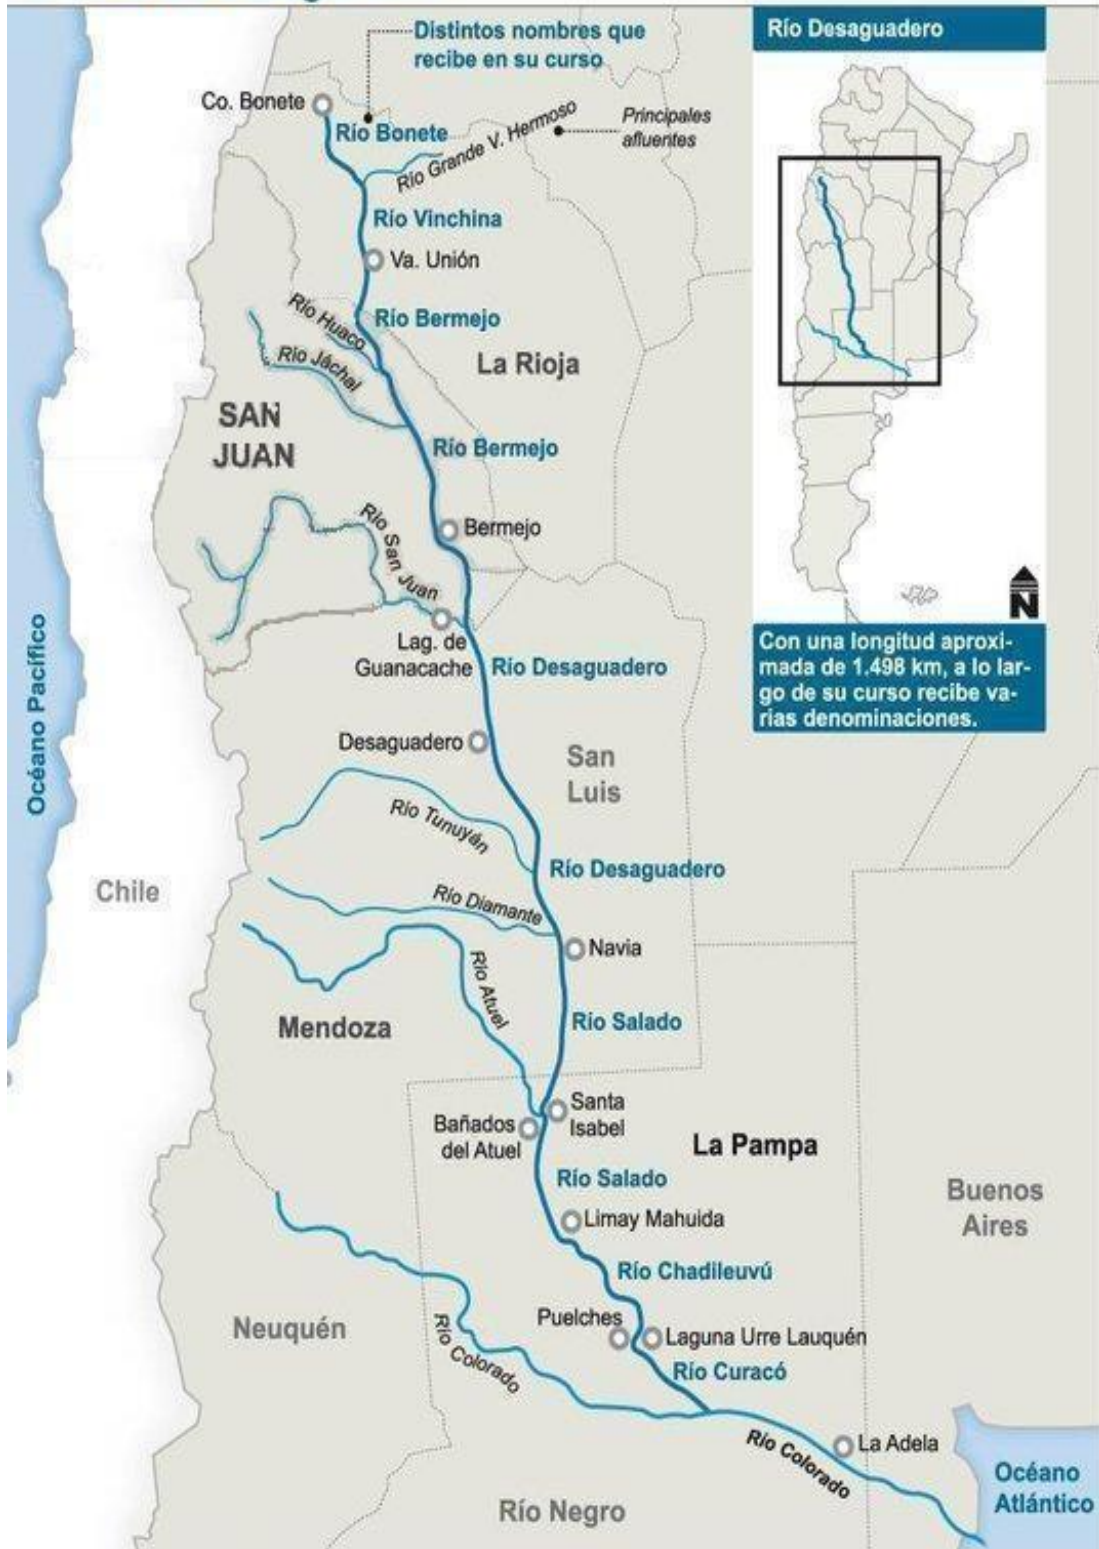 Distintos nombres que
recibe en su curso
Río Desaguadero
Co. Bonete
Río Bonete
Río Grande V. Hermoso
Principales
afluentes
Río Vinchina
Va. Unión
Río Huaco
Río Bermejo
Río Jáchal
La Rioja
SAN
JUAN
Río Bermejo
Río San Juan
Bermejo
N
Lag. de
Guanacache
Río Desaguadero
Con una longitud aproxi-
mada de 1.498 km, a lo lar-
go de su curso recibe va-
rias denominaciones.
Océano Pacífico
Desaguadero
San
Luis
Río Tunuyán
Río Desaguadero
Chile
Río Diamante
Navia
Río Atuel
Mendoza
Río Salado
Santa
Isabel
Bañados
del Atuel
La Pampa
Río Salado
Buenos
Aires
Limay Mahuida
Río Chadileuvú
Neuquén
Puelches
Laguna Urre Lauquén
Río Colorado
Río Curacó
La Adela
Río Colorado
Océano
Atlántico
Río Negro